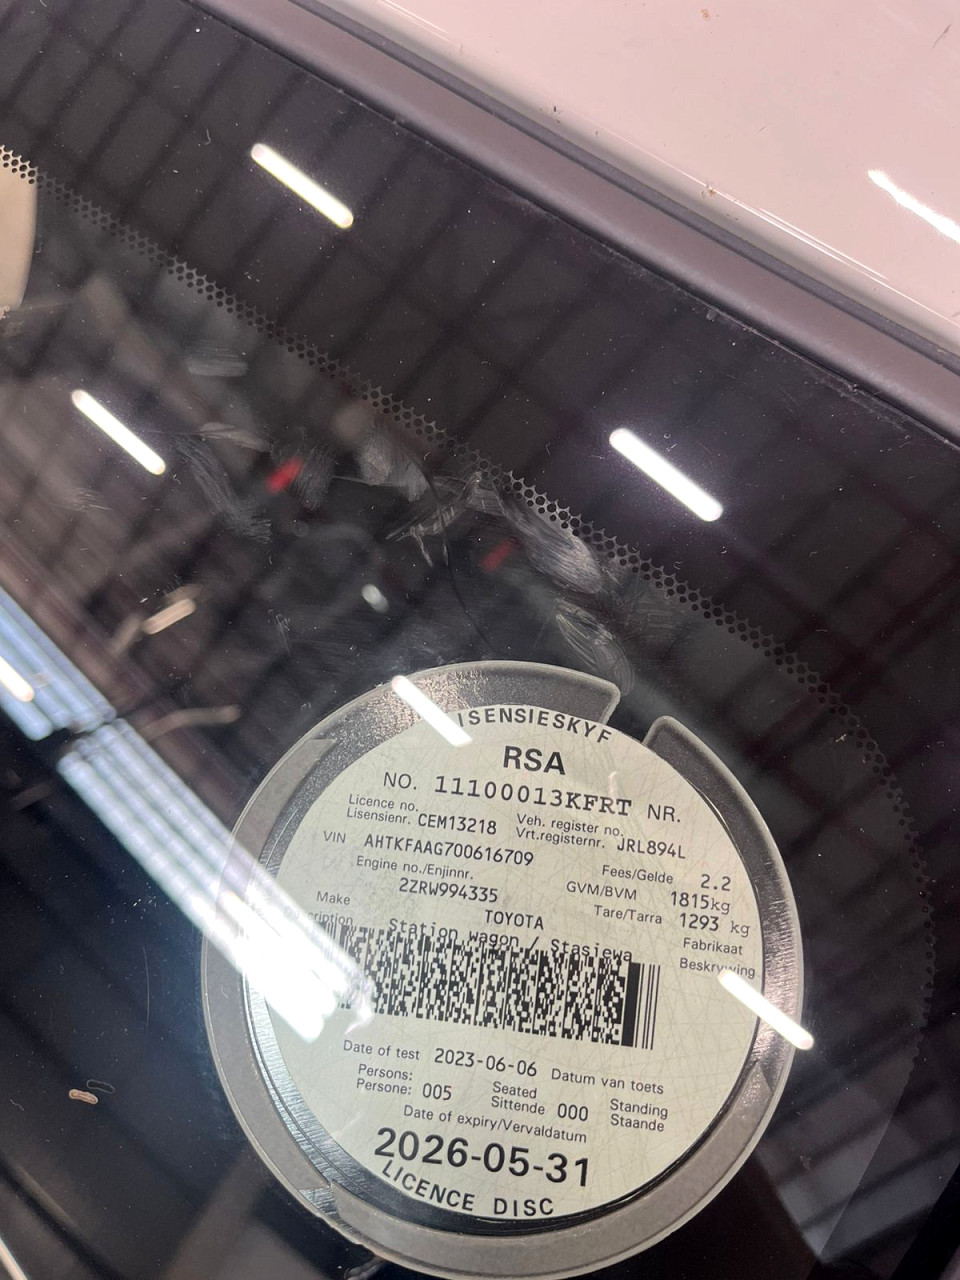 ISENSIESKYF
RSA
NO. 11100013KFRT NR.
Licence no. Veh. register no.
Lisensienr. CEM13218 Vrt.registernr. JRL894L
VIN AHTKFAAG700616709 Fees/Gelde 2.2
Engine no./Enjinnr. GVM/BVM 1815kg
2ZRW994335 Tare/Tarra 1293 kg
Make TOYOTA Fabrikaat
Station wagon / Stasiewa Beskrywing
Date of test 2023-06-06 Datum van toets
Persons: Seated Standing
Persone: 005 Sittende 000 Staande
Date of expiry/Vervaldatum
2026-05-31
LICENCE DISC